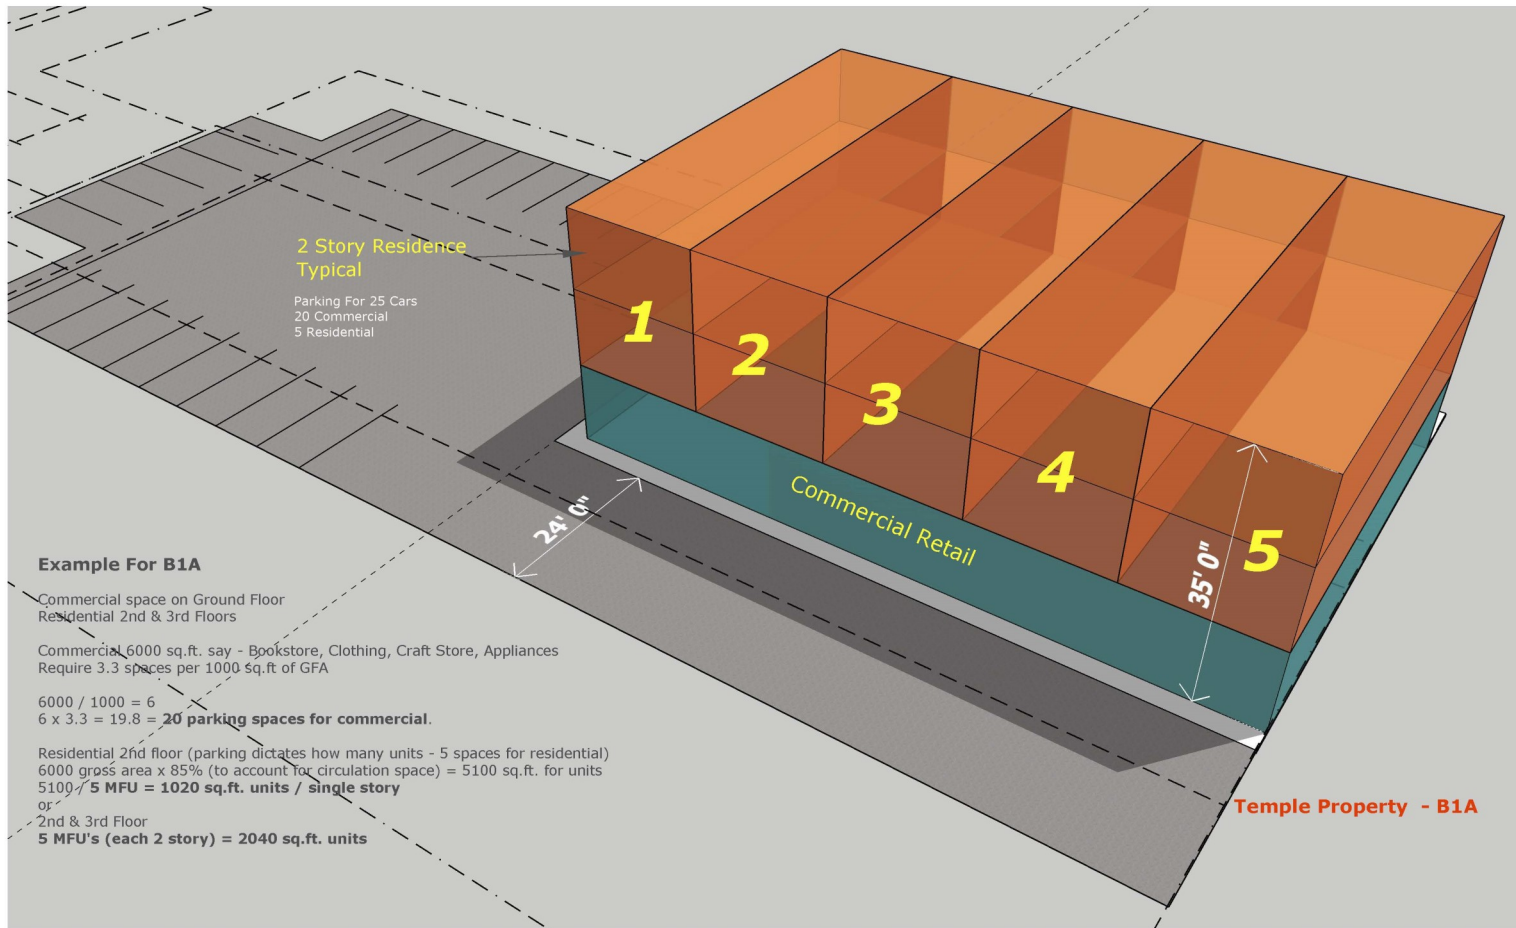 2 Story Residence
Typical
Parking For 25 Cars
20 Commercial
5 Residential
1
2
3
4
5
Commercial Retail
24' 0"
35' 0"
Example For B1A
Commercial space on Ground Floor
Residential 2nd & 3rd Floors
Commercial 6000 sq.ft. say - Bookstore, Clothing, Craft Store, Appliances
Require 3.3 spaces per 1000 sq.ft of GFA
6000 / 1000 = 6
6 x 3.3 = 19.8 = 20 parking spaces for commercial.
Residential 2nd floor (parking dictates how many units - 5 spaces for residential)
6000 gross area x 85% (to account for circulation space) = 5100 sq.ft. for units
5100 / 5 MFU = 1020 sq.ft. units / single story
or
2nd & 3rd Floor
5 MFU's (each 2 story) = 2040 sq.ft. units
Temple Property - B1A